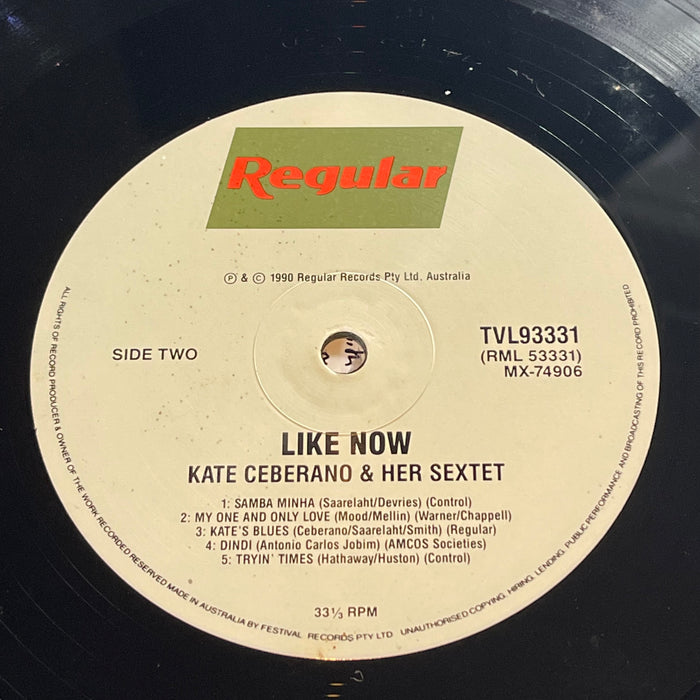 Regular
Ⓟ & © 1990 Regular Records Pty Ltd. Australia
SIDE TWO
TVL93331
(RML 53331)
MX-74906
LIKE NOW
KATE CEBERANO & HER SEXTET
1: SAMBA MINHA (Saarelaht/Devries) (Control)
2: MY ONE AND ONLY LOVE (Mood/Mellin) (Warner/Chappell)
3: KATE'S BLUES (Ceberano/Saarelaht/Smith) (Regular)
4: DINDI (Antonio Carlos Jobim) (AMCOS Societies)
5: TRYIN' TIMES (Hathaway/Huston) (Control)
33⅓ RPM
ALL RIGHTS OF RECORD PRODUCER & OWNER OF THE WORK RECORDED RESERVED MADE IN AUSTRALIA BY FESTIVAL RECORDS PTY LTD UNAUTHORISED COPYING, HIRING, LENDING, PUBLIC PERFORMANCE AND BROADCASTING OF THIS RECORD PROHIBITED